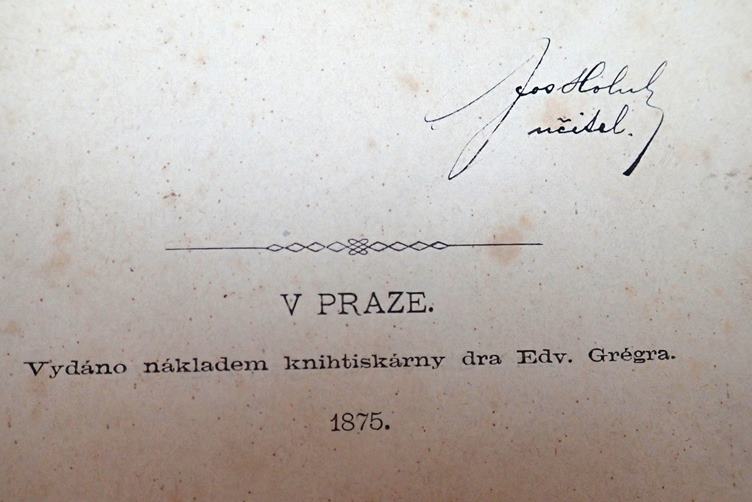 Jos Holub
učitel.
V PRAZE.
Vydáno nákladem knihtiskárny dra Edv. Grégra.
1875.